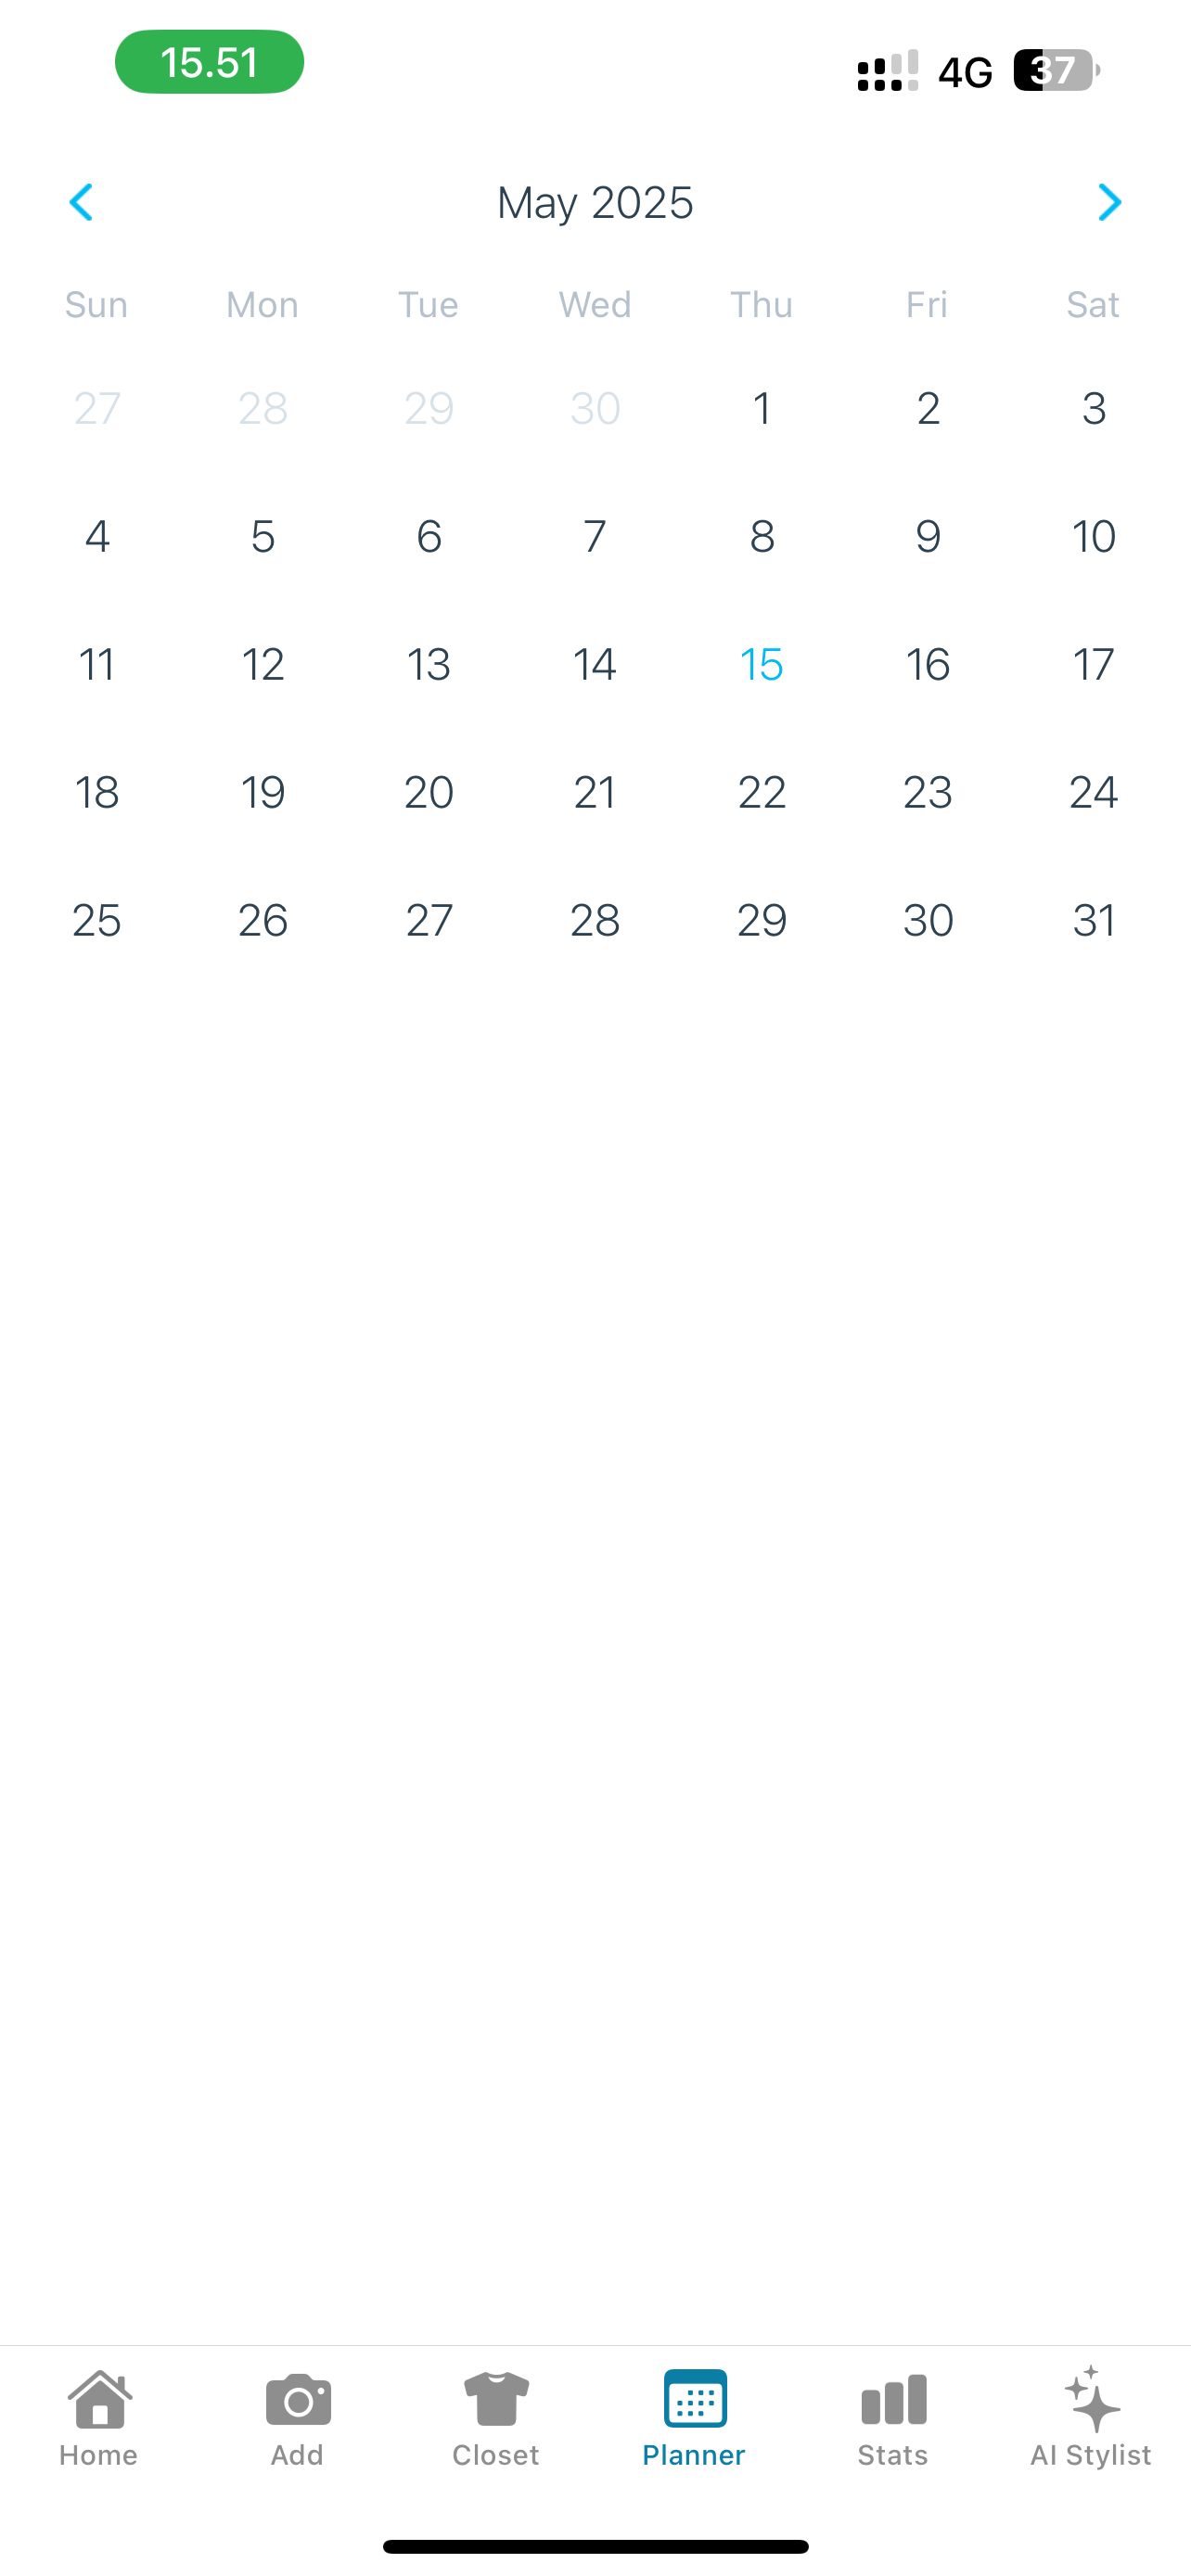 15.51 4G 37
May 2025
Sun Mon Tue Wed Thu Fri Sat
27 28 29 30 1 2 3
4 5 6 7 8 9 10
11 12 13 14 15 16 17
18 19 20 21 22 23 24
25 26 27 28 29 30 31
Home Add Closet Planner Stats AI Stylist